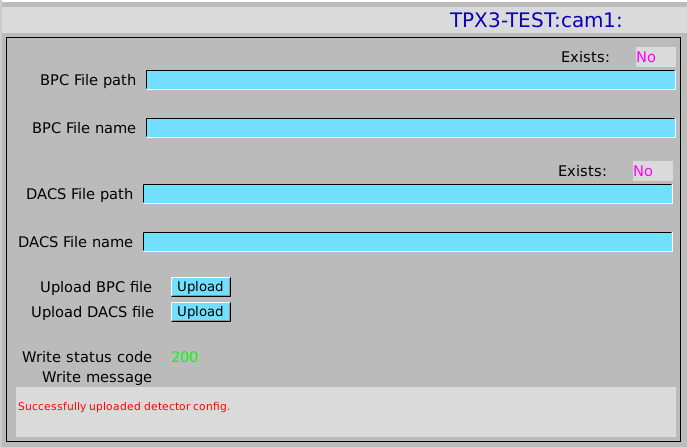 TPX3-TEST:cam1:
Exists: No
BPC File path
BPC File name
Exists: No
DACS File path
DACS File name
Upload BPC file Upload
Upload DACS file Upload
Write status code 200
Write message
Successfully uploaded detector config.